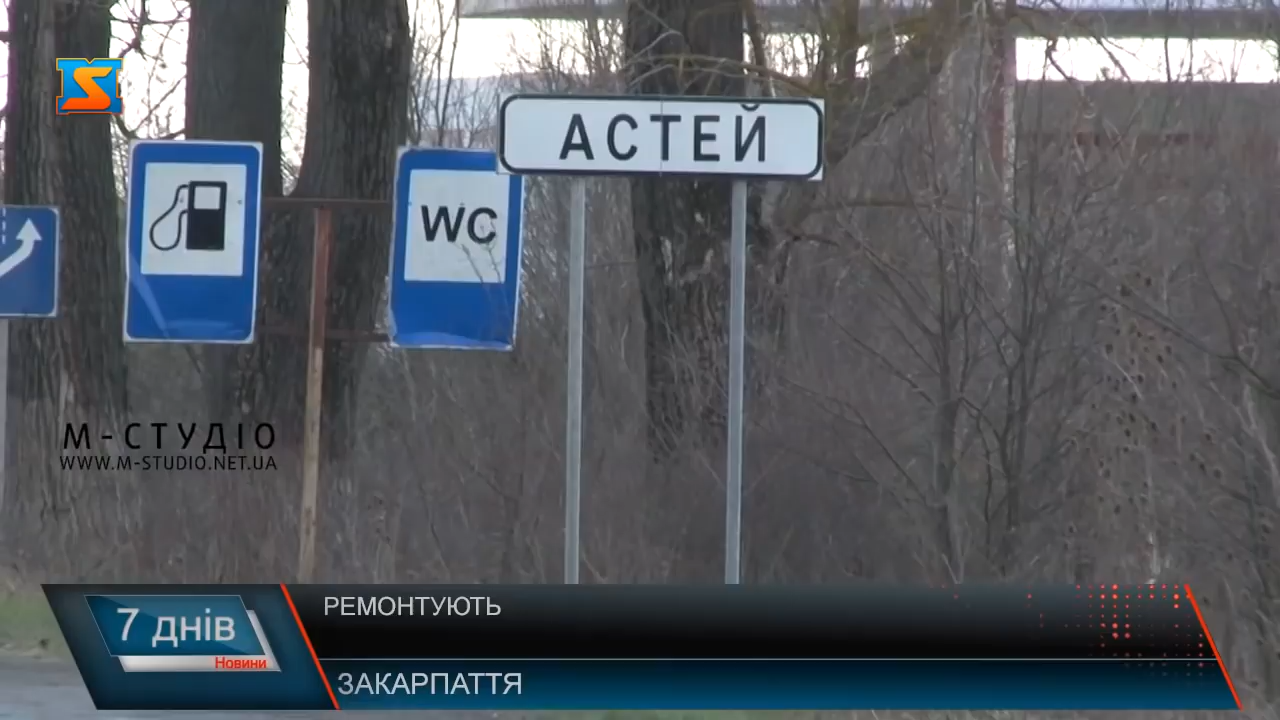 АСТЕЙ
WC
М-СТУДІО
WWW.M-STUDIO.NET.UA
7 днів
Новини
РЕМОНТУЮТЬ
ЗАКАРПАТТЯ